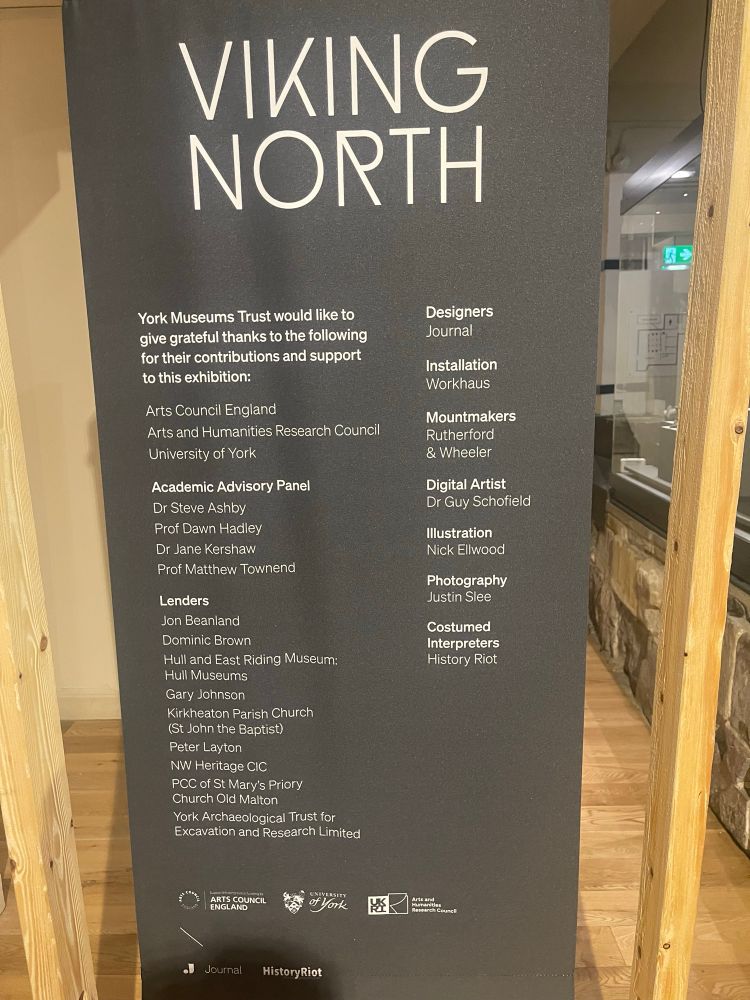 VIKING
NORTH
York Museums Trust would like to
give grateful thanks to the following
for their contributions and support
to this exhibition:
Arts Council England
Arts and Humanities Research Council
University of York
Academic Advisory Panel
Dr Steve Ashby
Prof Dawn Hadley
Dr Jane Kershaw
Prof Matthew Townend
Lenders
Jon Beanland
Dominic Brown
Hull and East Riding Museum:
Hull Museums
Gary Johnson
Kirkheaton Parish Church
(St John the Baptist)
Peter Layton
NW Heritage CIC
PCC of St Mary's Priory
Church Old Malton
York Archaeological Trust for
Excavation and Research Limited
Designers
Journal
Installation
Workhaus
Mountmakers
Rutherford
& Wheeler
Digital Artist
Dr Guy Schofield
Illustration
Nick Ellwood
Photography
Justin Slee
Costumed
Interpreters
History Riot
ARTS COUNCIL
ENGLAND
UNIVERSITY
of York
UK
RI
Arts and
Humanities
Research Council
Journal
HistoryRiot